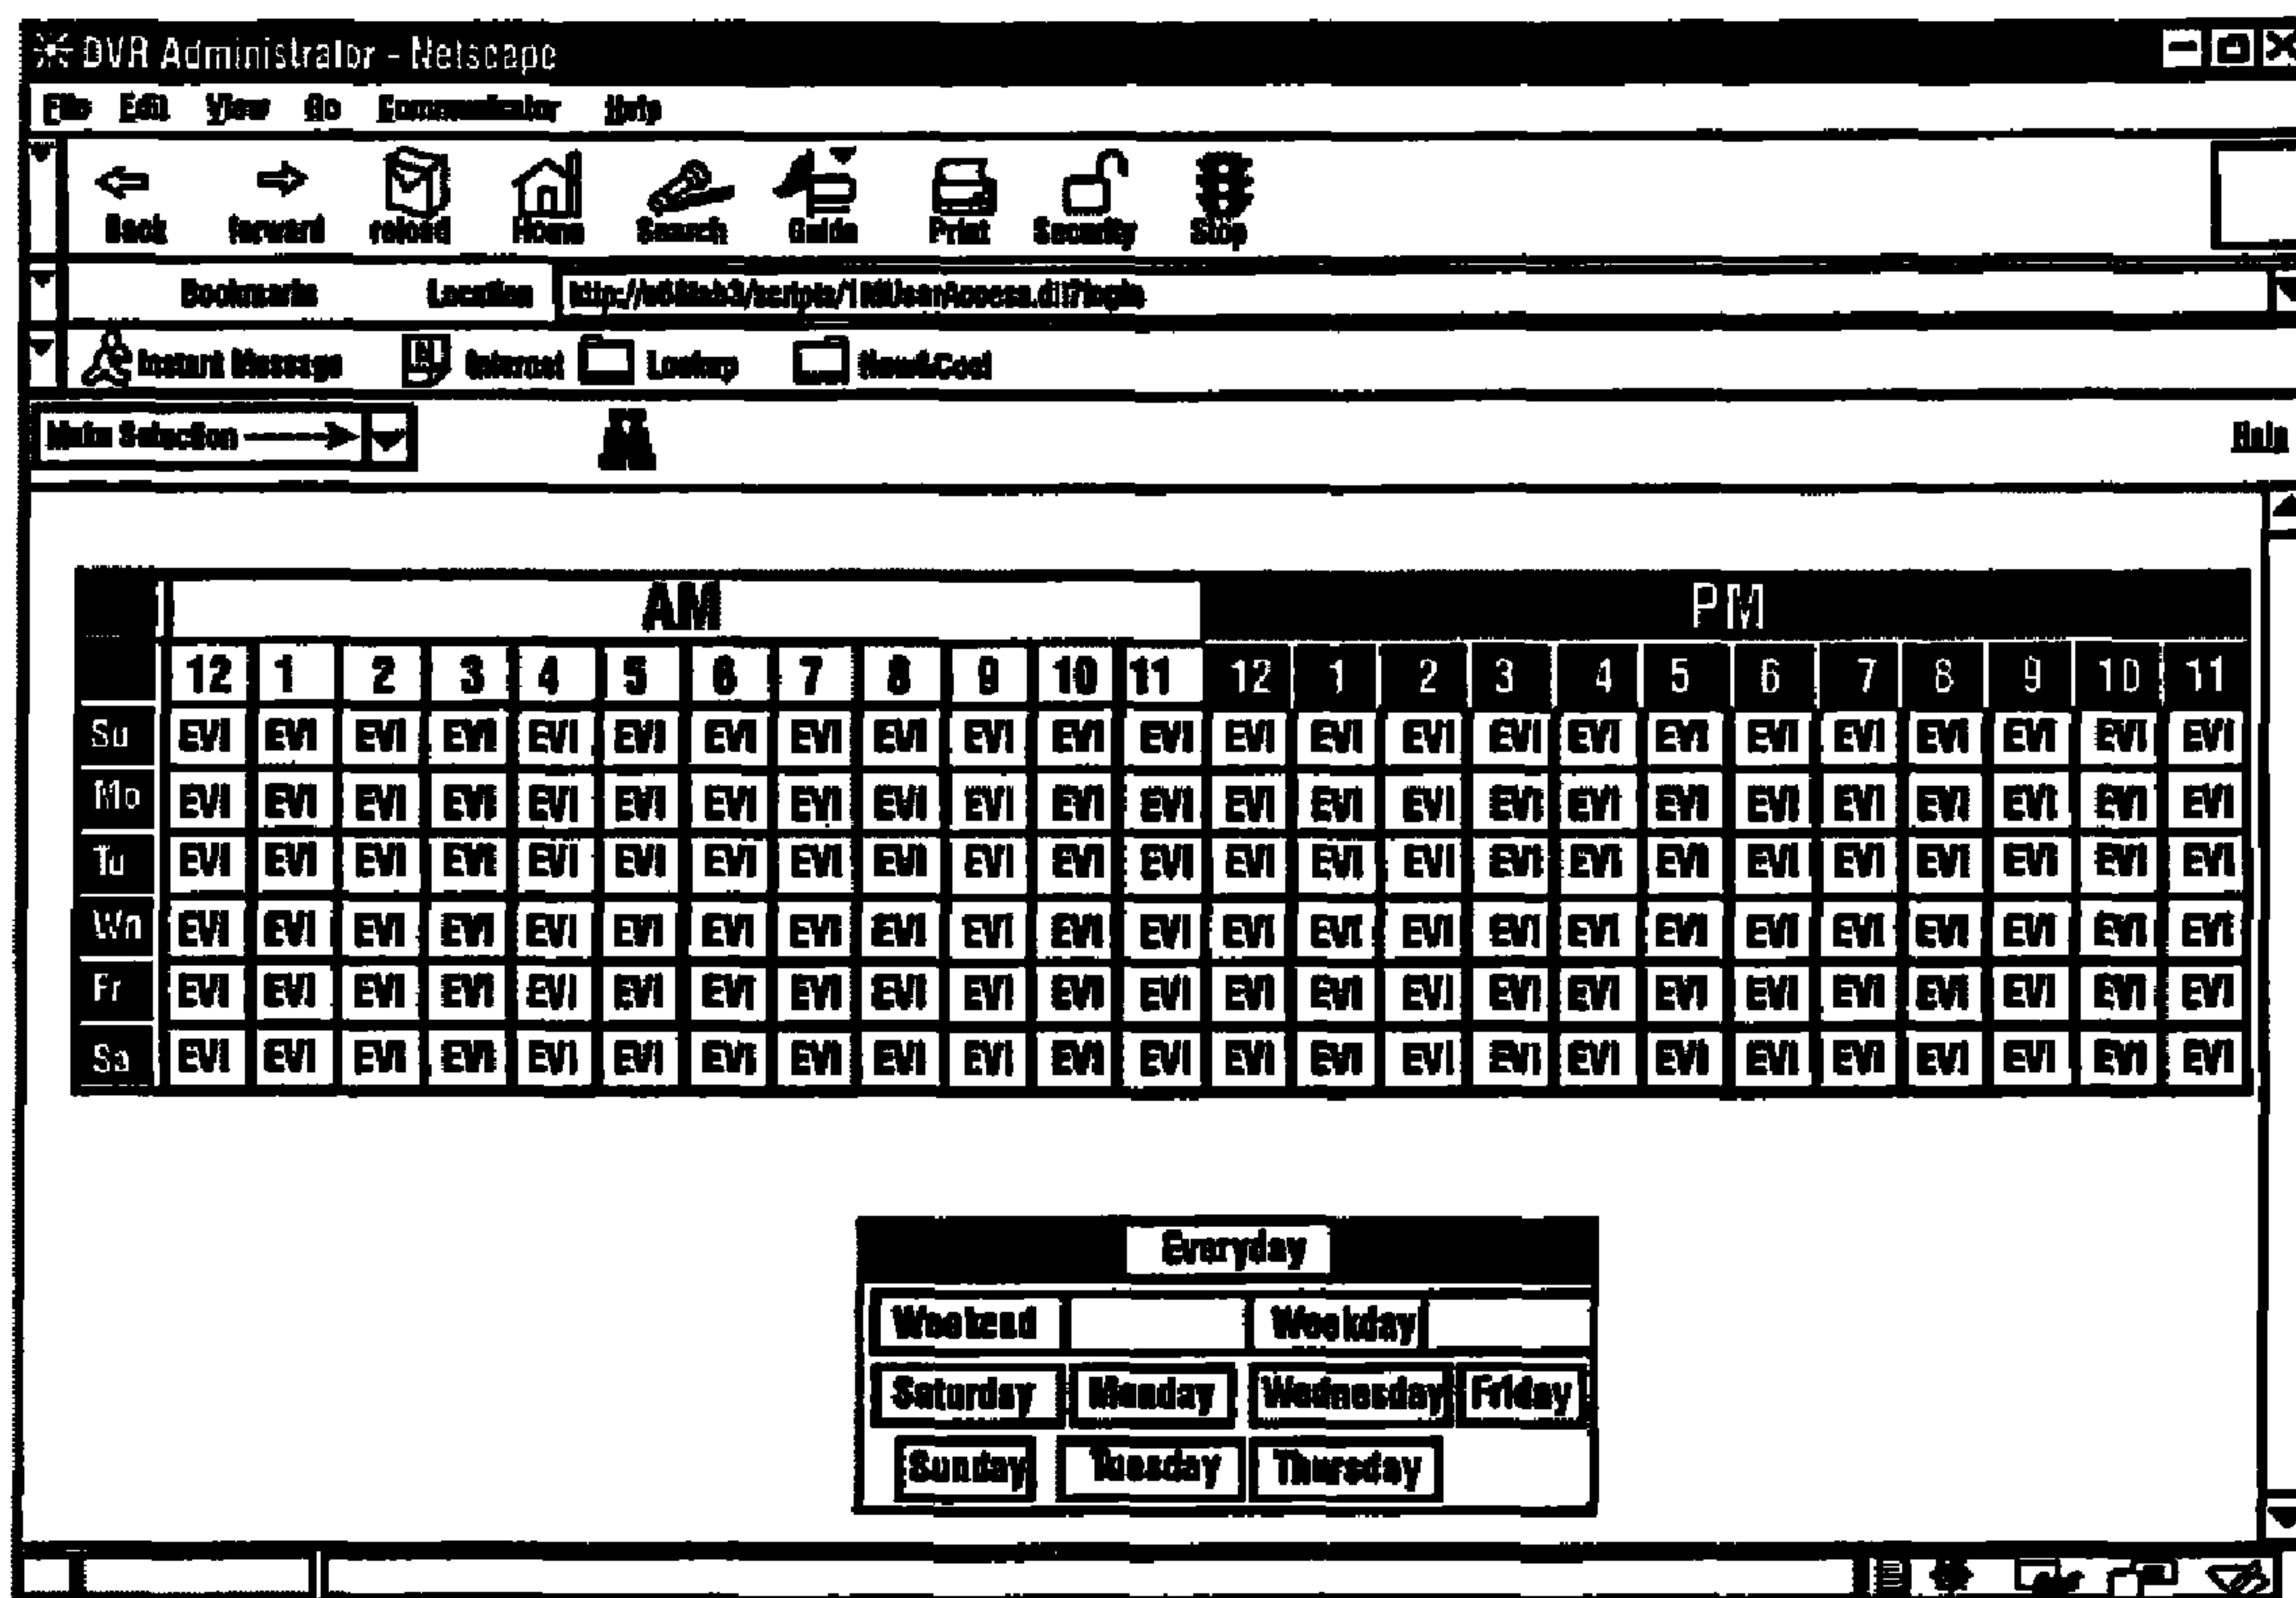 DVR Administrator - Netscape
File Edit View Go Communicator Help
Back forward reload Home Search Guide Print Security Stop
Bookmarks Location
Instant Message Internet Lookup New&Cool
Main Selection Help
AM PM
12 1 2 3 4 5 6 7 8 9 10 11 12 1 2 3 4 5 6 7 8 9 10 11
Su EVI EVI EVI EVI EVI EVI EVI EVI EVI EVI EVI EVI EVI EVI EVI EVI EVI EVI EVI EVI EVI EVI EVI EVI
Mo EVI EVI EVI EVI EVI EVI EVI EVI EVI EVI EVI EVI EVI EVI EVI EVI EVI EVI EVI EVI EVI EVI EVI EVI
Tu EVI EVI EVI EVI EVI EVI EVI EVI EVI EVI EVI EVI EVI EVI EVI EVI EVI EVI EVI EVI EVI EVI EVI EVI
Wn EVI EVI EVI EVI EVI EVI EVI EVI EVI EVI EVI EVI EVI EVI EVI EVI EVI EVI EVI EVI EVI EVI EVI EVI
Fr EVI EVI EVI EVI EVI EVI EVI EVI EVI EVI EVI EVI EVI EVI EVI EVI EVI EVI EVI EVI EVI EVI EVI EVI
Sa EVI EVI EVI EVI EVI EVI EVI EVI EVI EVI EVI EVI EVI EVI EVI EVI EVI EVI EVI EVI EVI EVI EVI EVI
Everyday
Weekend Weekday
Saturday Monday Wednesday Friday
Sunday Tuesday Thursday